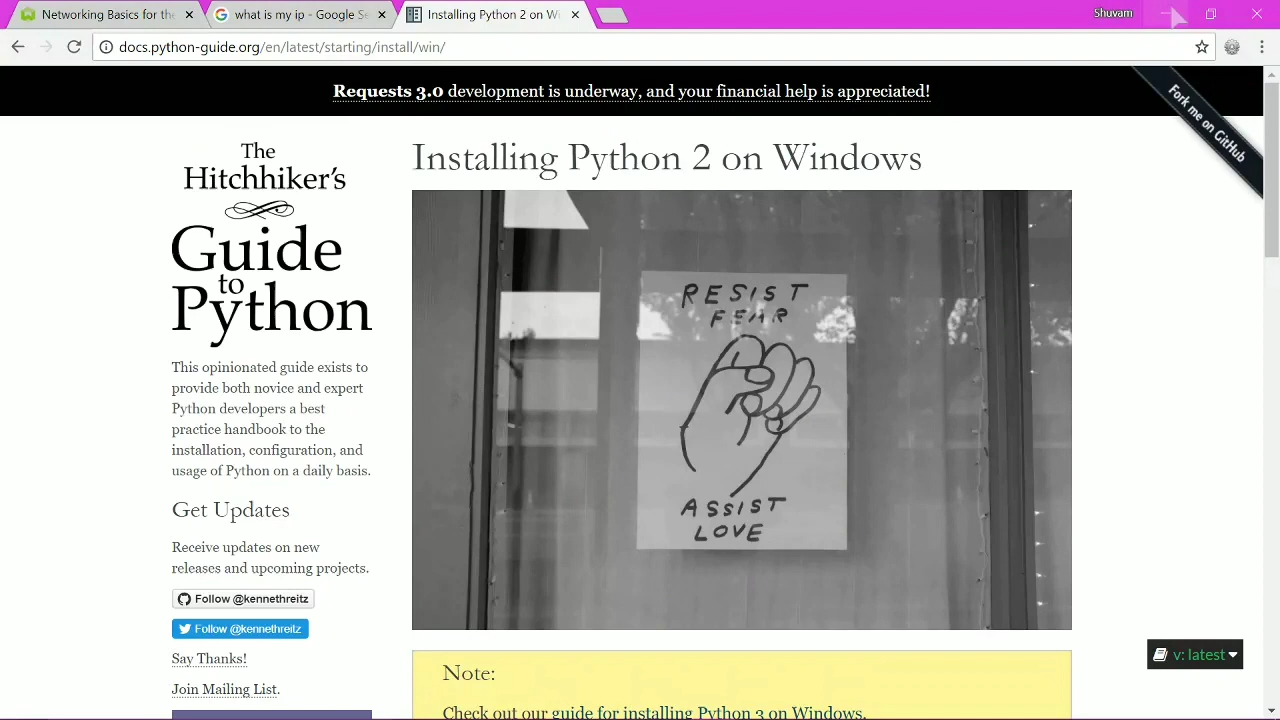 Networking Basics for the
what is my ip - Google Se
Installing Python 2 on Wi
Shuvam
docs.python-guide.org/en/latest/starting/install/win/
Requests 3.0 development is underway, and your financial help is appreciated!
Fork me on GitHub
The
Hitchhiker's
Guide
to
Python
This opinionated guide exists to
provide both novice and expert
Python developers a best
practice handbook to the
installation, configuration, and
usage of Python on a daily basis.
Get Updates
Receive updates on new
releases and upcoming projects.
Follow @kennethreitz
Follow @kennethreitz
Say Thanks!
Join Mailing List.
Installing Python 2 on Windows
RESIST
FEAR
ASSIST
LOVE
Note:
Check out our guide for installing Python 3 on Windows.
v: latest